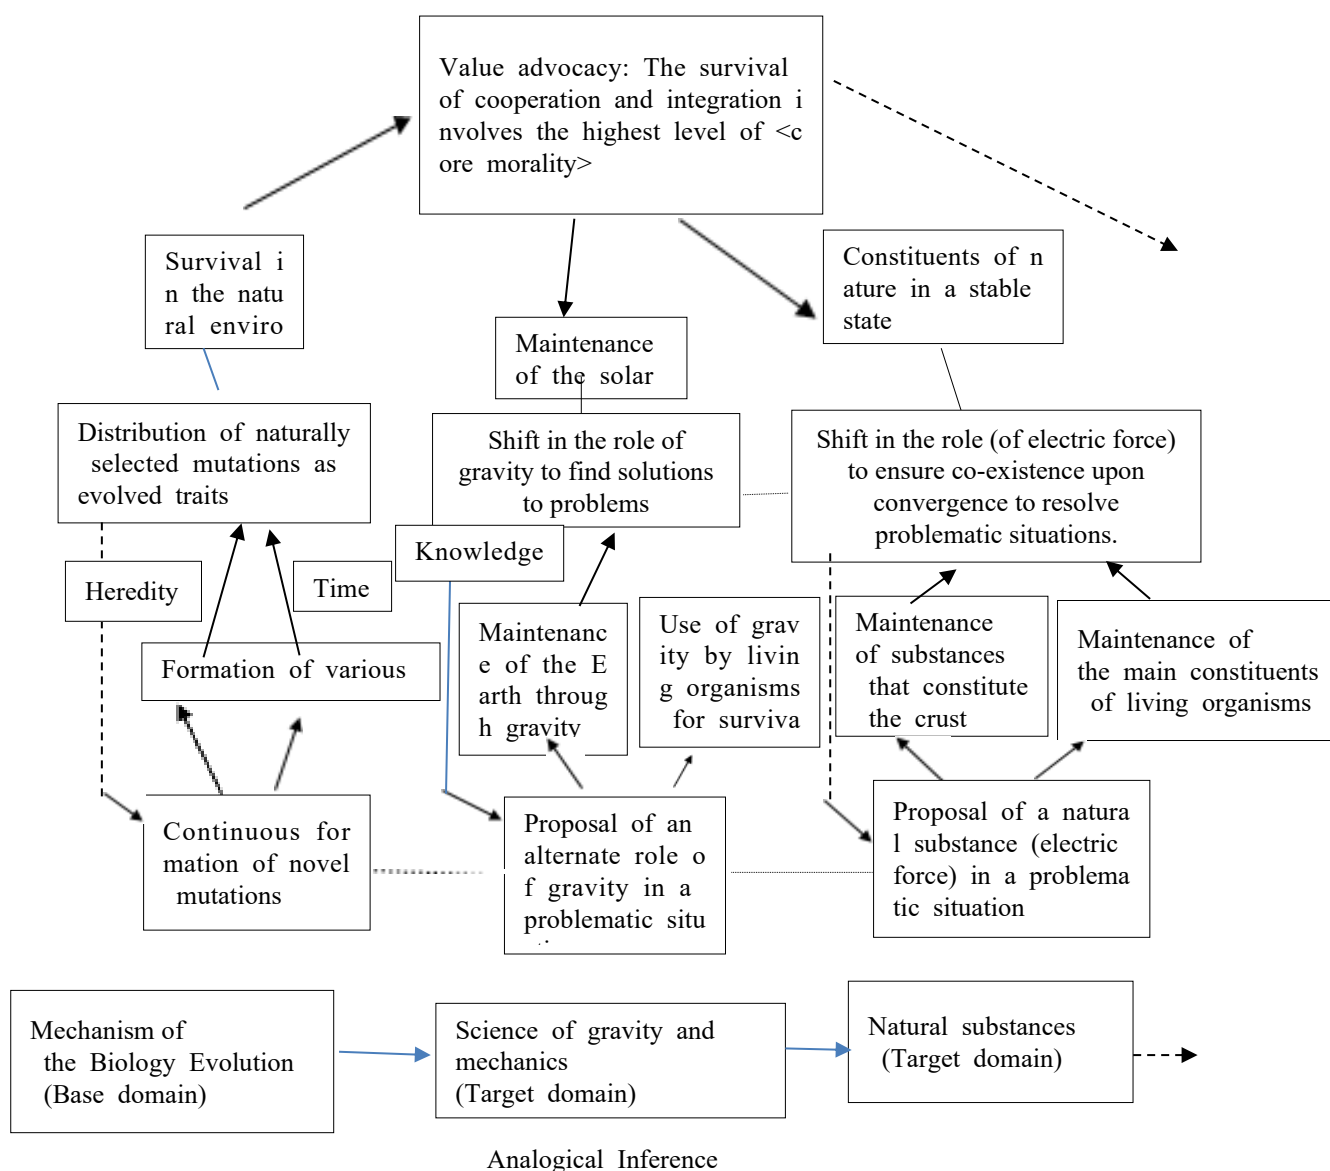 Value advocacy: The survival
of cooperation and integration i
nvolves the highest level of <c
ore morality>
Survival i
n the natu
ral enviro
Constituents of n
ature in a stable
state
Maintenance
of the solar
Distribution of naturally
selected mutations as
evolved traits
Shift in the role of
gravity to find solutions
to problems
Shift in the role (of electric force)
to ensure co-existence upon
convergence to resolve
problematic situations.
Knowledge
Heredity
Time
Formation of various
Maintenanc
e of the E
arth throug
h gravity
Use of grav
ity by livin
g organisms
for surviva
Maintenance
of substances
that constitute
the crust
Maintenance of
the main constituents
of living organisms
Continuous for
mation of novel
mutations
Proposal of an
alternate role o
f gravity in a
problematic situ
Proposal of a natura
l substance (electric
force) in a problema
tic situation
Mechanism of
the Biology Evolution
(Base domain)
Science of gravity and
mechanics
(Target domain)
Natural substances
(Target domain)
Analogical Inference